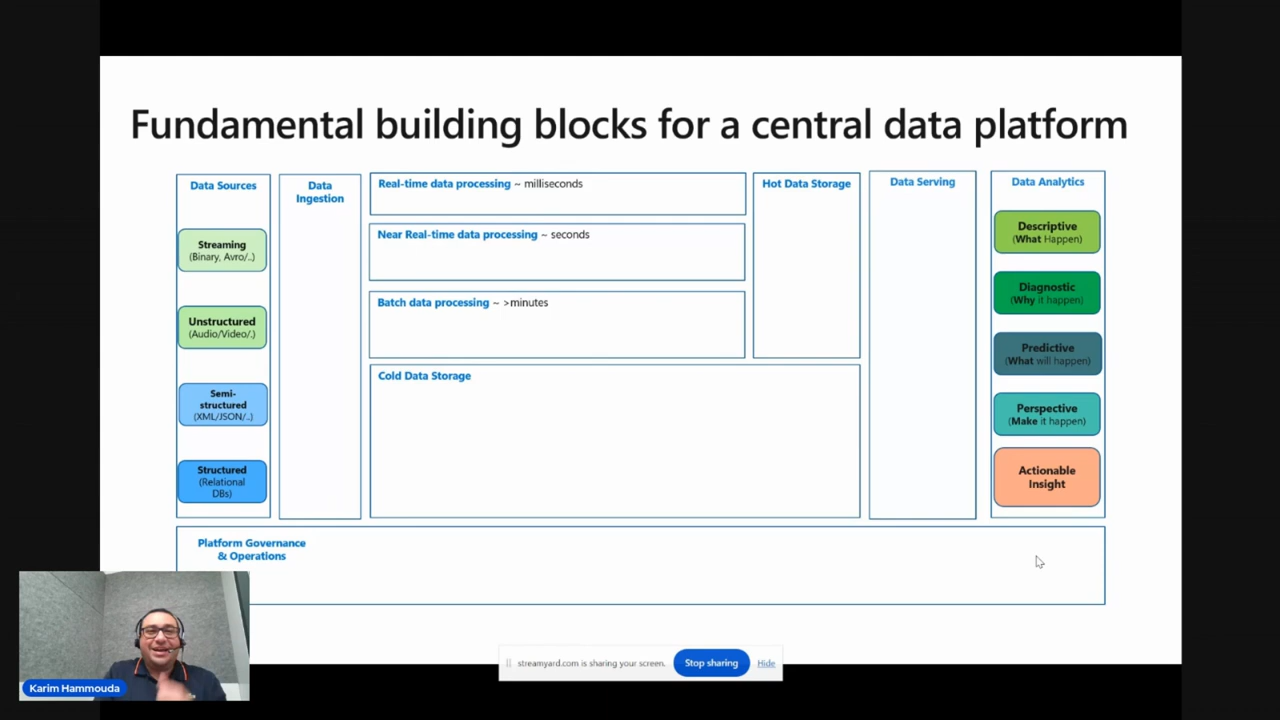 Fundamental building blocks for a central data platform
Data Sources
Streaming
(Binary, Avro/..)
Unstructured
(Audio/Video/.)
Semi-
structured
(XML/JSON/..)
Structured
(Relational
DBs)
Data
Ingestion
Real-time data processing ~ milliseconds
Near Real-time data processing ~ seconds
Batch data processing ~ >minutes
Cold Data Storage
Hot Data Storage
Data Serving
Data Analytics
Descriptive
(What Happen)
Diagnostic
(Why it happen)
Predictive
(What will happen)
Perspective
(Make it happen)
Actionable
Insight
Platform Governance
& Operations
Karim Hammouda
streamyard.com is sharing your screen.
Stop sharing
Hide